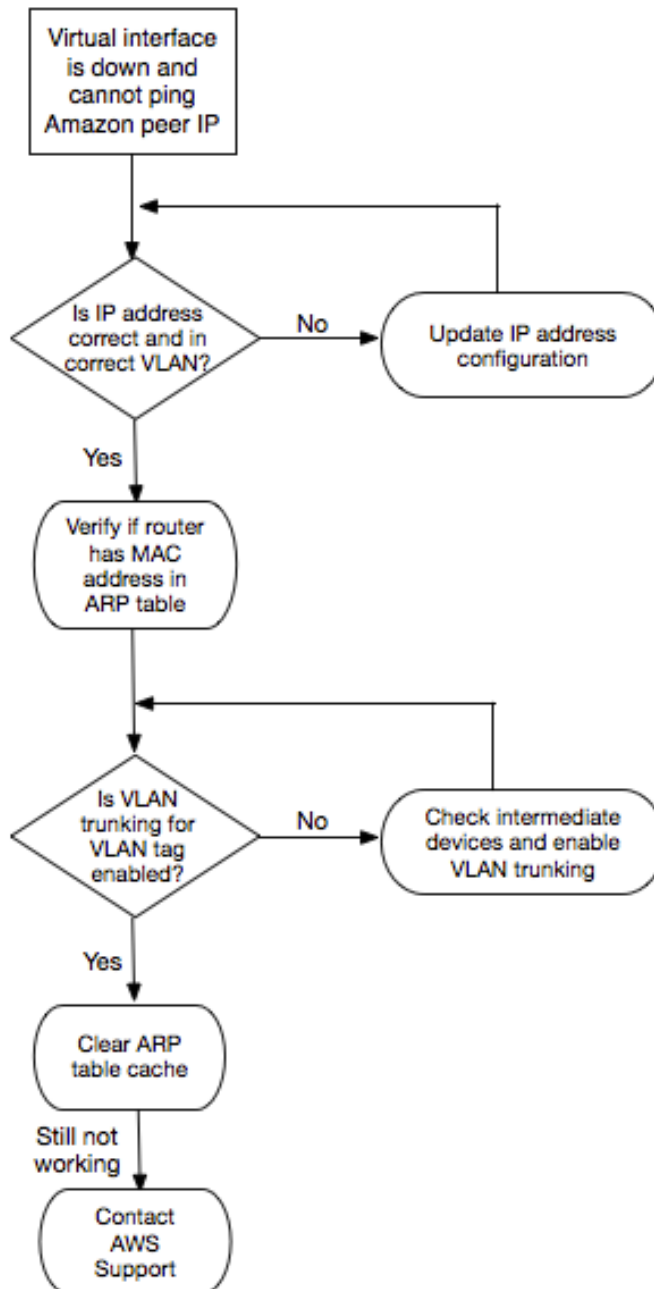 Virtual interface
is down and
cannot ping
Amazon peer IP
Is IP address
correct and in
correct VLAN?
No
Update IP address
configuration
Yes
Verify if router
has MAC
address in
ARP table
Is VLAN
trunking for
VLAN tag
enabled?
No
Check intermediate
devices and enable
VLAN trunking
Yes
Clear ARP
table cache
Still not
working
Contact
AWS
Support